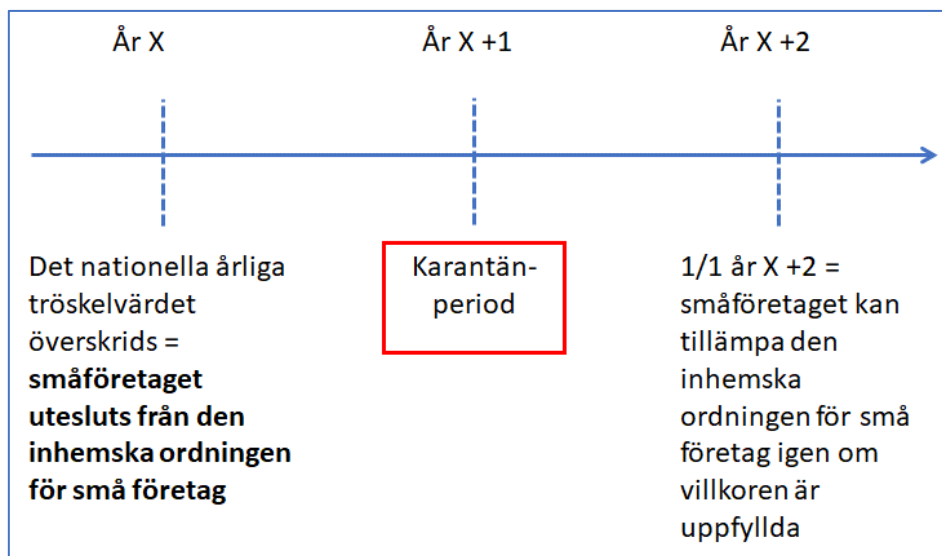 År X
År X +1
År X +2
Det nationella årliga
tröskelvärdet
överskrids =
småföretaget
utesluts från den
inhemska ordningen
för små företag
Karantän-
period
1/1 år X +2 =
småföretaget kan
tillämpa den
inhemska
ordningen för små
företag igen om
villkoren är
uppfyllda